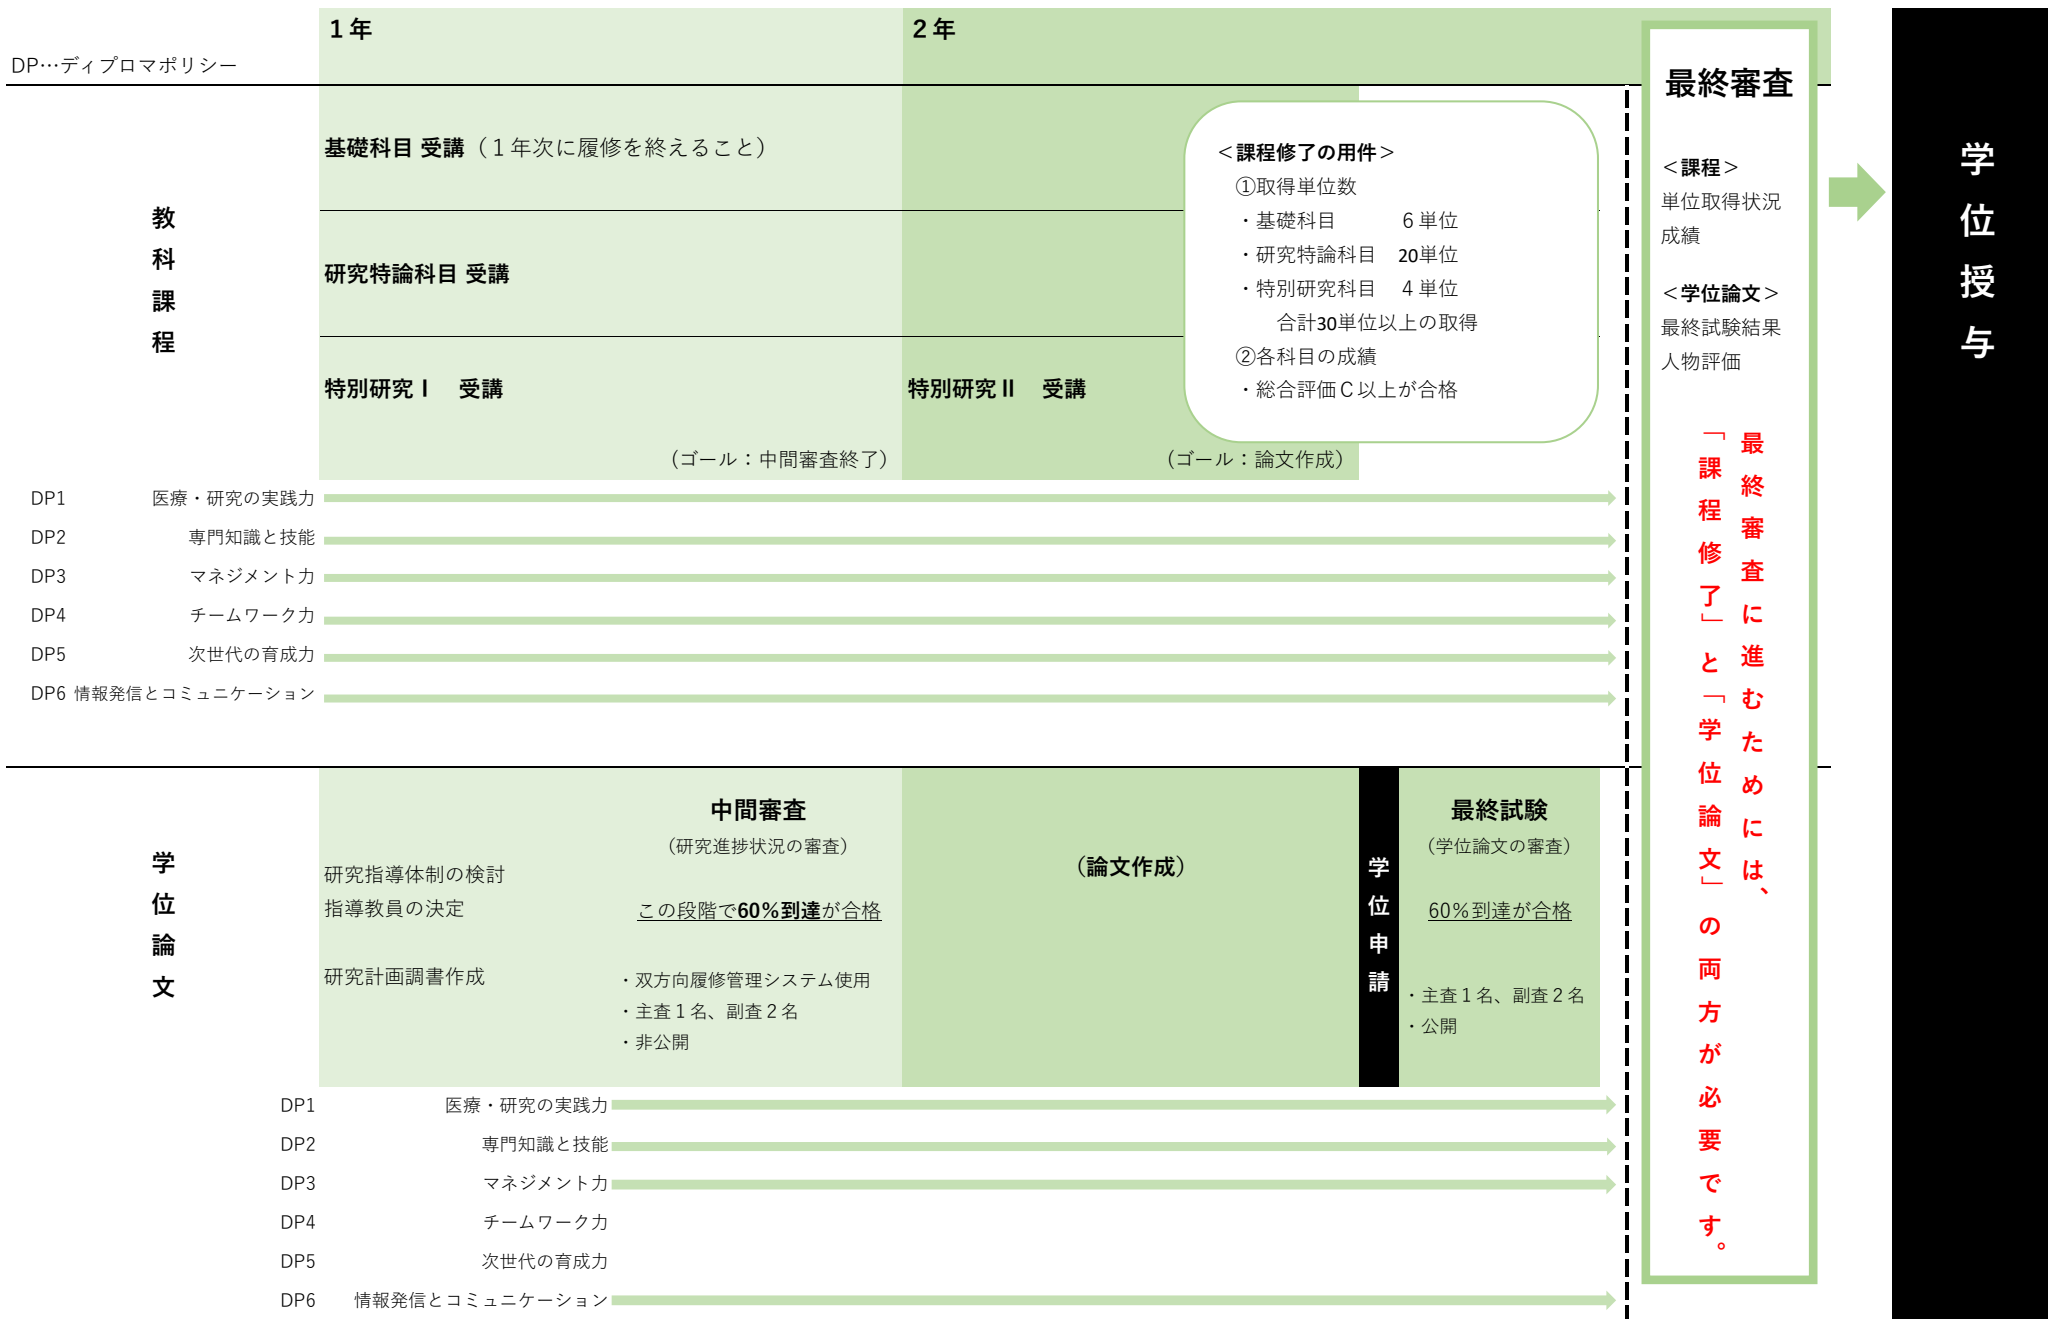 1年
2年
DP…ディプロマポリシー
教科課程
基礎科目 受講（１年次に履修を終えること）
研究特論科目 受講
特別研究Ⅰ　受講
（ゴール：中間審査終了）
特別研究Ⅱ　受講
（ゴール：論文作成）
＜課程修了の用件＞
①取得単位数
・基礎科目　　　６単位
・研究特論科目　20単位
・特別研究科目　４単位
合計30単位以上の取得
②各科目の成績
・総合評価Ｃ以上が合格
DP1 医療・研究の実践力
DP2 専門知識と技能
DP3 マネジメント力
DP4 チームワーク力
DP5 次世代の育成力
DP6 情報発信とコミュニケーション
学位論文
研究指導体制の検討
指導教員の決定
研究計画調書作成
中間審査
（研究進捗状況の審査）
この段階で60％到達が合格
・双方向履修管理システム使用
・主査１名、副査２名
・非公開
（論文作成）
学位申請
最終試験
（学位論文の審査）
60％到達が合格
・主査１名、副査２名
・公開
DP1 医療・研究の実践力
DP2 専門知識と技能
DP3 マネジメント力
DP4 チームワーク力
DP5 次世代の育成力
DP6 情報発信とコミュニケーション
最終審査
＜課程＞
単位取得状況
成績
＜学位論文＞
最終試験結果
人物評価
最終審査に進むためには、
「課程修了」と「学位論文」の両方が必要です。
学位授与